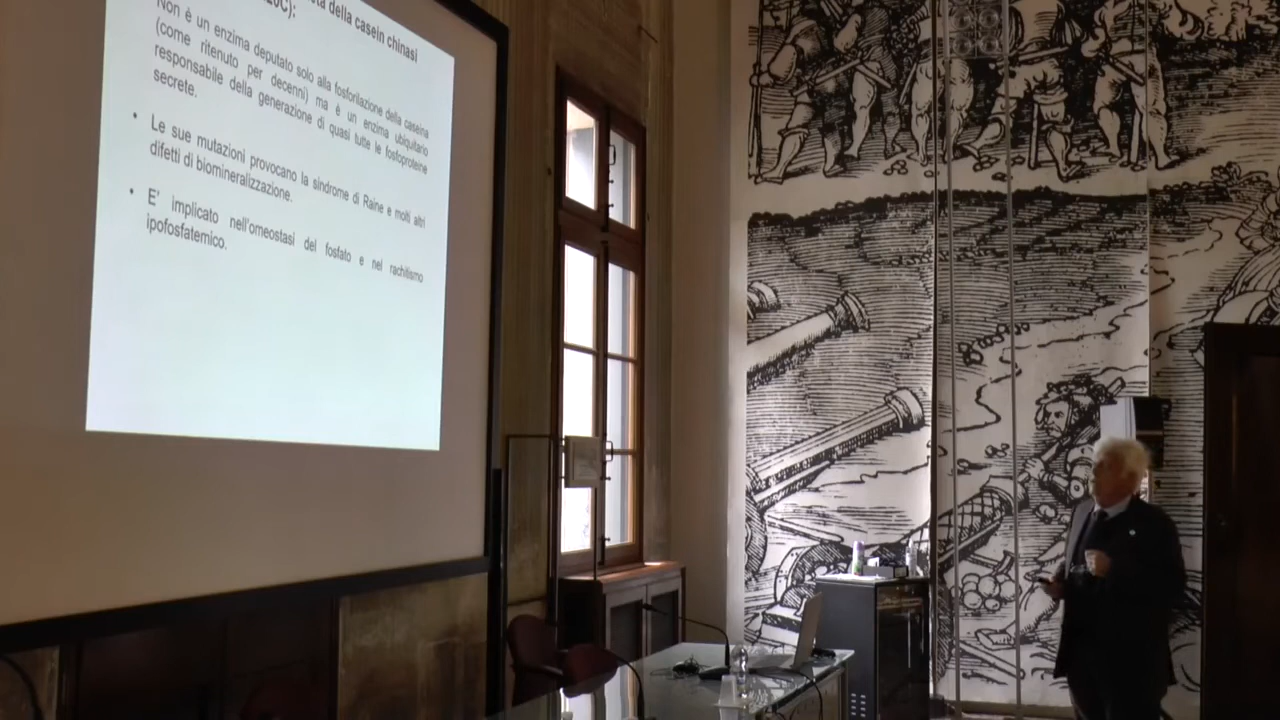 della casein chinasi
20C):
Non è un enzima deputato solo alla fosforilazione della caseina
(come ritenuto per decenni) ma è un enzima ubiquitario
responsabile della generazione di quasi tutte le fosfoproteine
secrete.
• Le sue mutazioni provocano la sindrome di Raine e molti altri
difetti di biomineralizzazione.
• E' implicato nell'omeostasi del fosfato e nel rachitismo
ipofosfatemico.